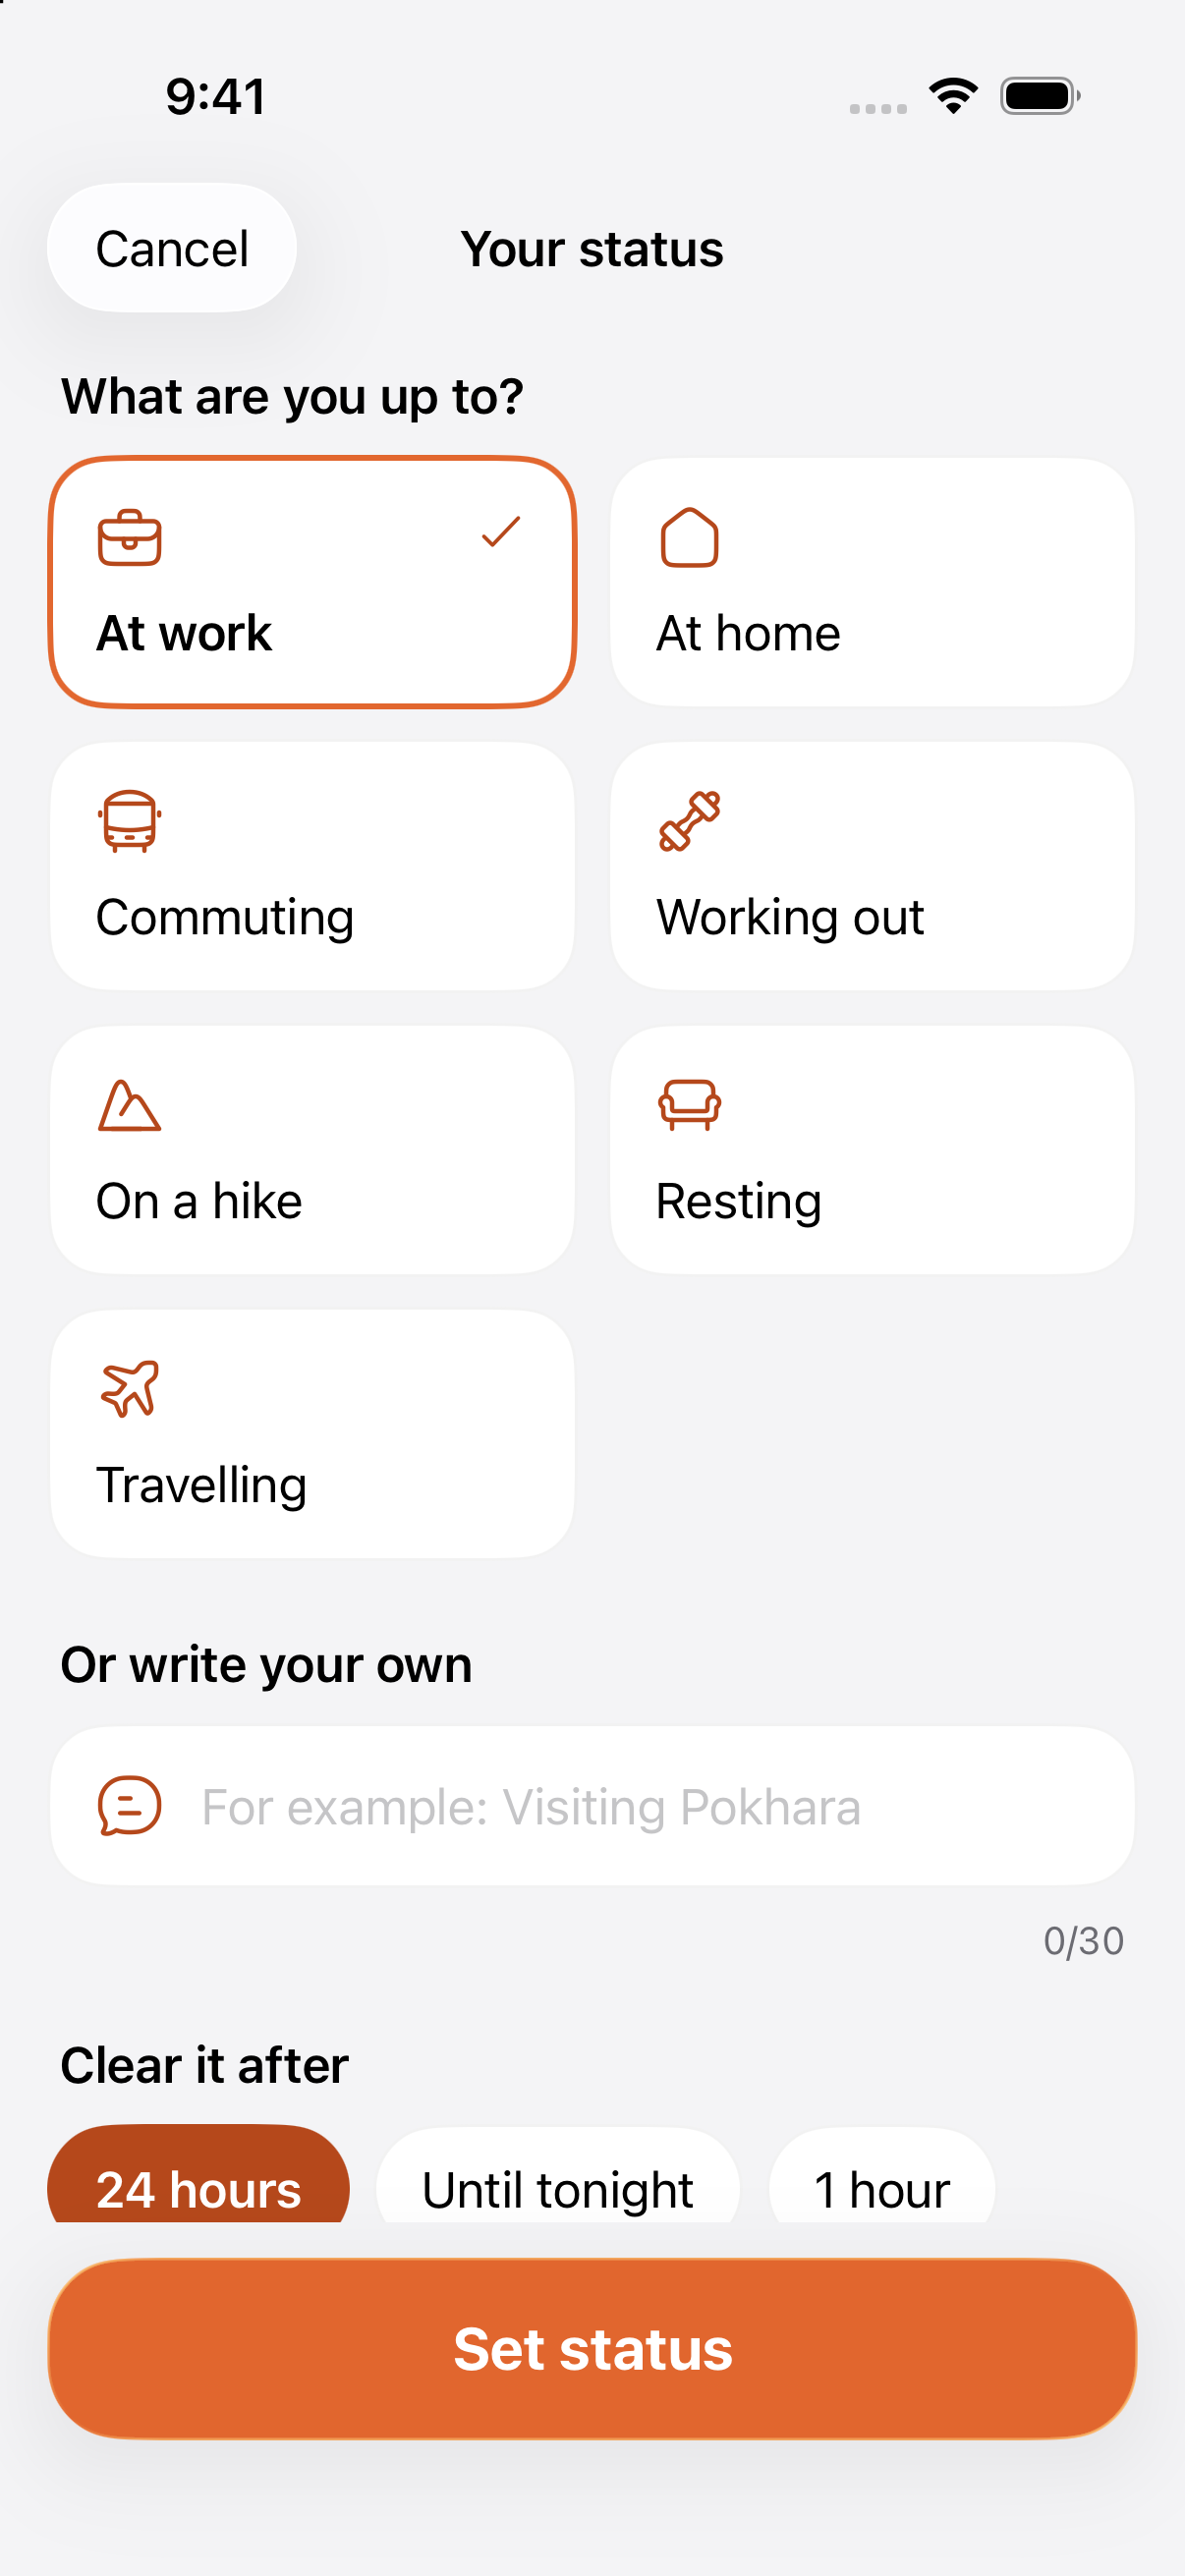 9:41
Cancel
Your status
What are you up to?
At work
At home
Commuting
Working out
On a hike
Resting
Travelling
Or write your own
For example: Visiting Pokhara
0/30
Clear it after
24 hours
Until tonight
1 hour
Set status